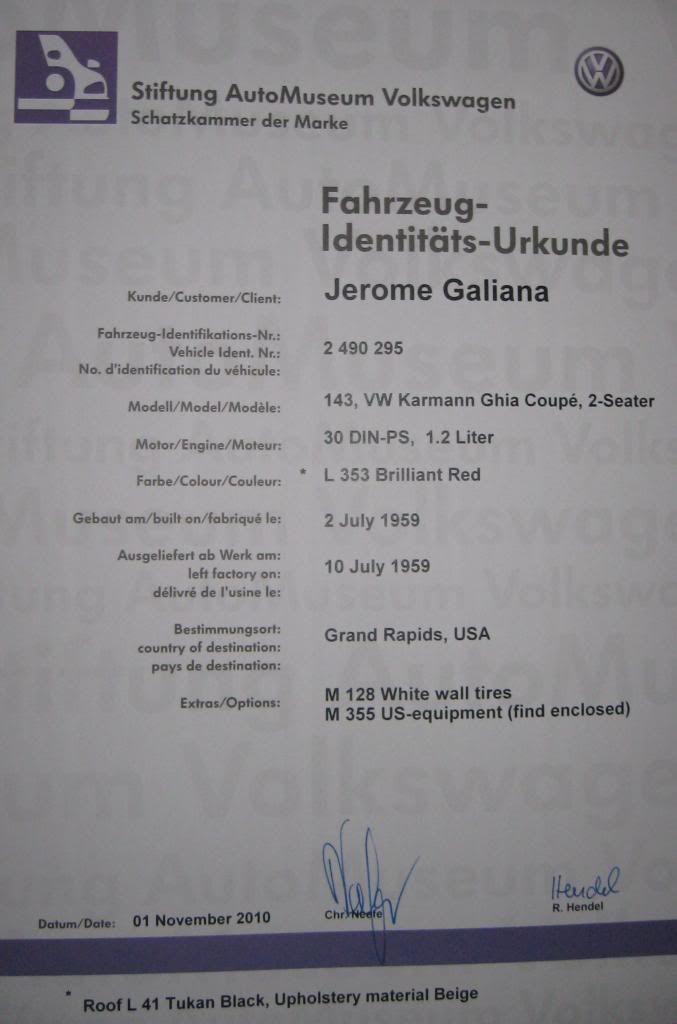 Stiftung AutoMuseum Volkswagen
Schatzkammer der Marke
Fahrzeug-
Identitäts-Urkunde
Kunde/Customer/Client: Jerome Galiana
Fahrzeug-Identifikations-Nr.:
Vehicle Ident. Nr.: 2 490 295
No. d'identification du véhicule:
Modell/Model/Modèle: 143, VW Karmann Ghia Coupé, 2-Seater
Motor/Engine/Moteur: 30 DIN-PS, 1.2 Liter
Farbe/Colour/Couleur: * L 353 Brilliant Red
Gebaut am/built on/fabriqué le: 2 July 1959
Ausgeliefert ab Werk am:
left factory on: 10 July 1959
délivré de l'usine le:
Bestimmungsort:
country of destination: Grand Rapids, USA
pays de destination:
Extras/Options: M 128 White wall tires
M 355 US-equipment (find enclosed)
Hendel
Datum/Date: 01 November 2010 Chr. Neefe R. Hendel
* Roof L 41 Tukan Black, Upholstery material Beige